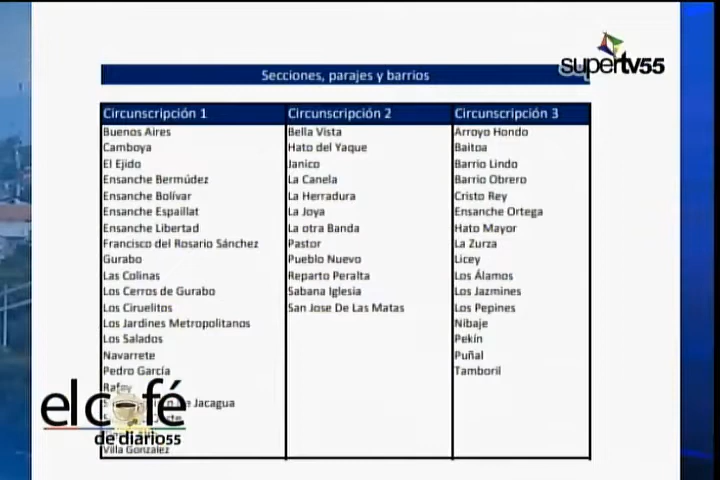 supertv55
Secciones, parajes y barrios
Circunscripción 1
Buenos Aires
Camboya
El Ejido
Ensanche Bermúdez
Ensanche Bolívar
Ensanche Espaillat
Ensanche Libertad
Francisco del Rosario Sánchez
Gurabo
Las Colinas
Los Cerros de Gurabo
Los Ciruelitos
Los Jardines Metropolitanos
Los Salados
Navarrete
Pedro García
Rafey
Jacagua
Villa González
Circunscripción 2
Bella Vista
Hato del Yaque
Janico
La Canela
La Herradura
La Joya
La otra Banda
Pastor
Pueblo Nuevo
Reparto Peralta
Sabana Iglesia
San Jose De Las Matas
Circunscripción 3
Arroyo Hondo
Baitoa
Barrio Lindo
Barrio Obrero
Cristo Rey
Ensanche Ortega
Hato Mayor
La Zurza
Licey
Los Álamos
Los Jazmines
Los Pepines
Nibaje
Pekín
Puñal
Tamboril
el café
de diario55